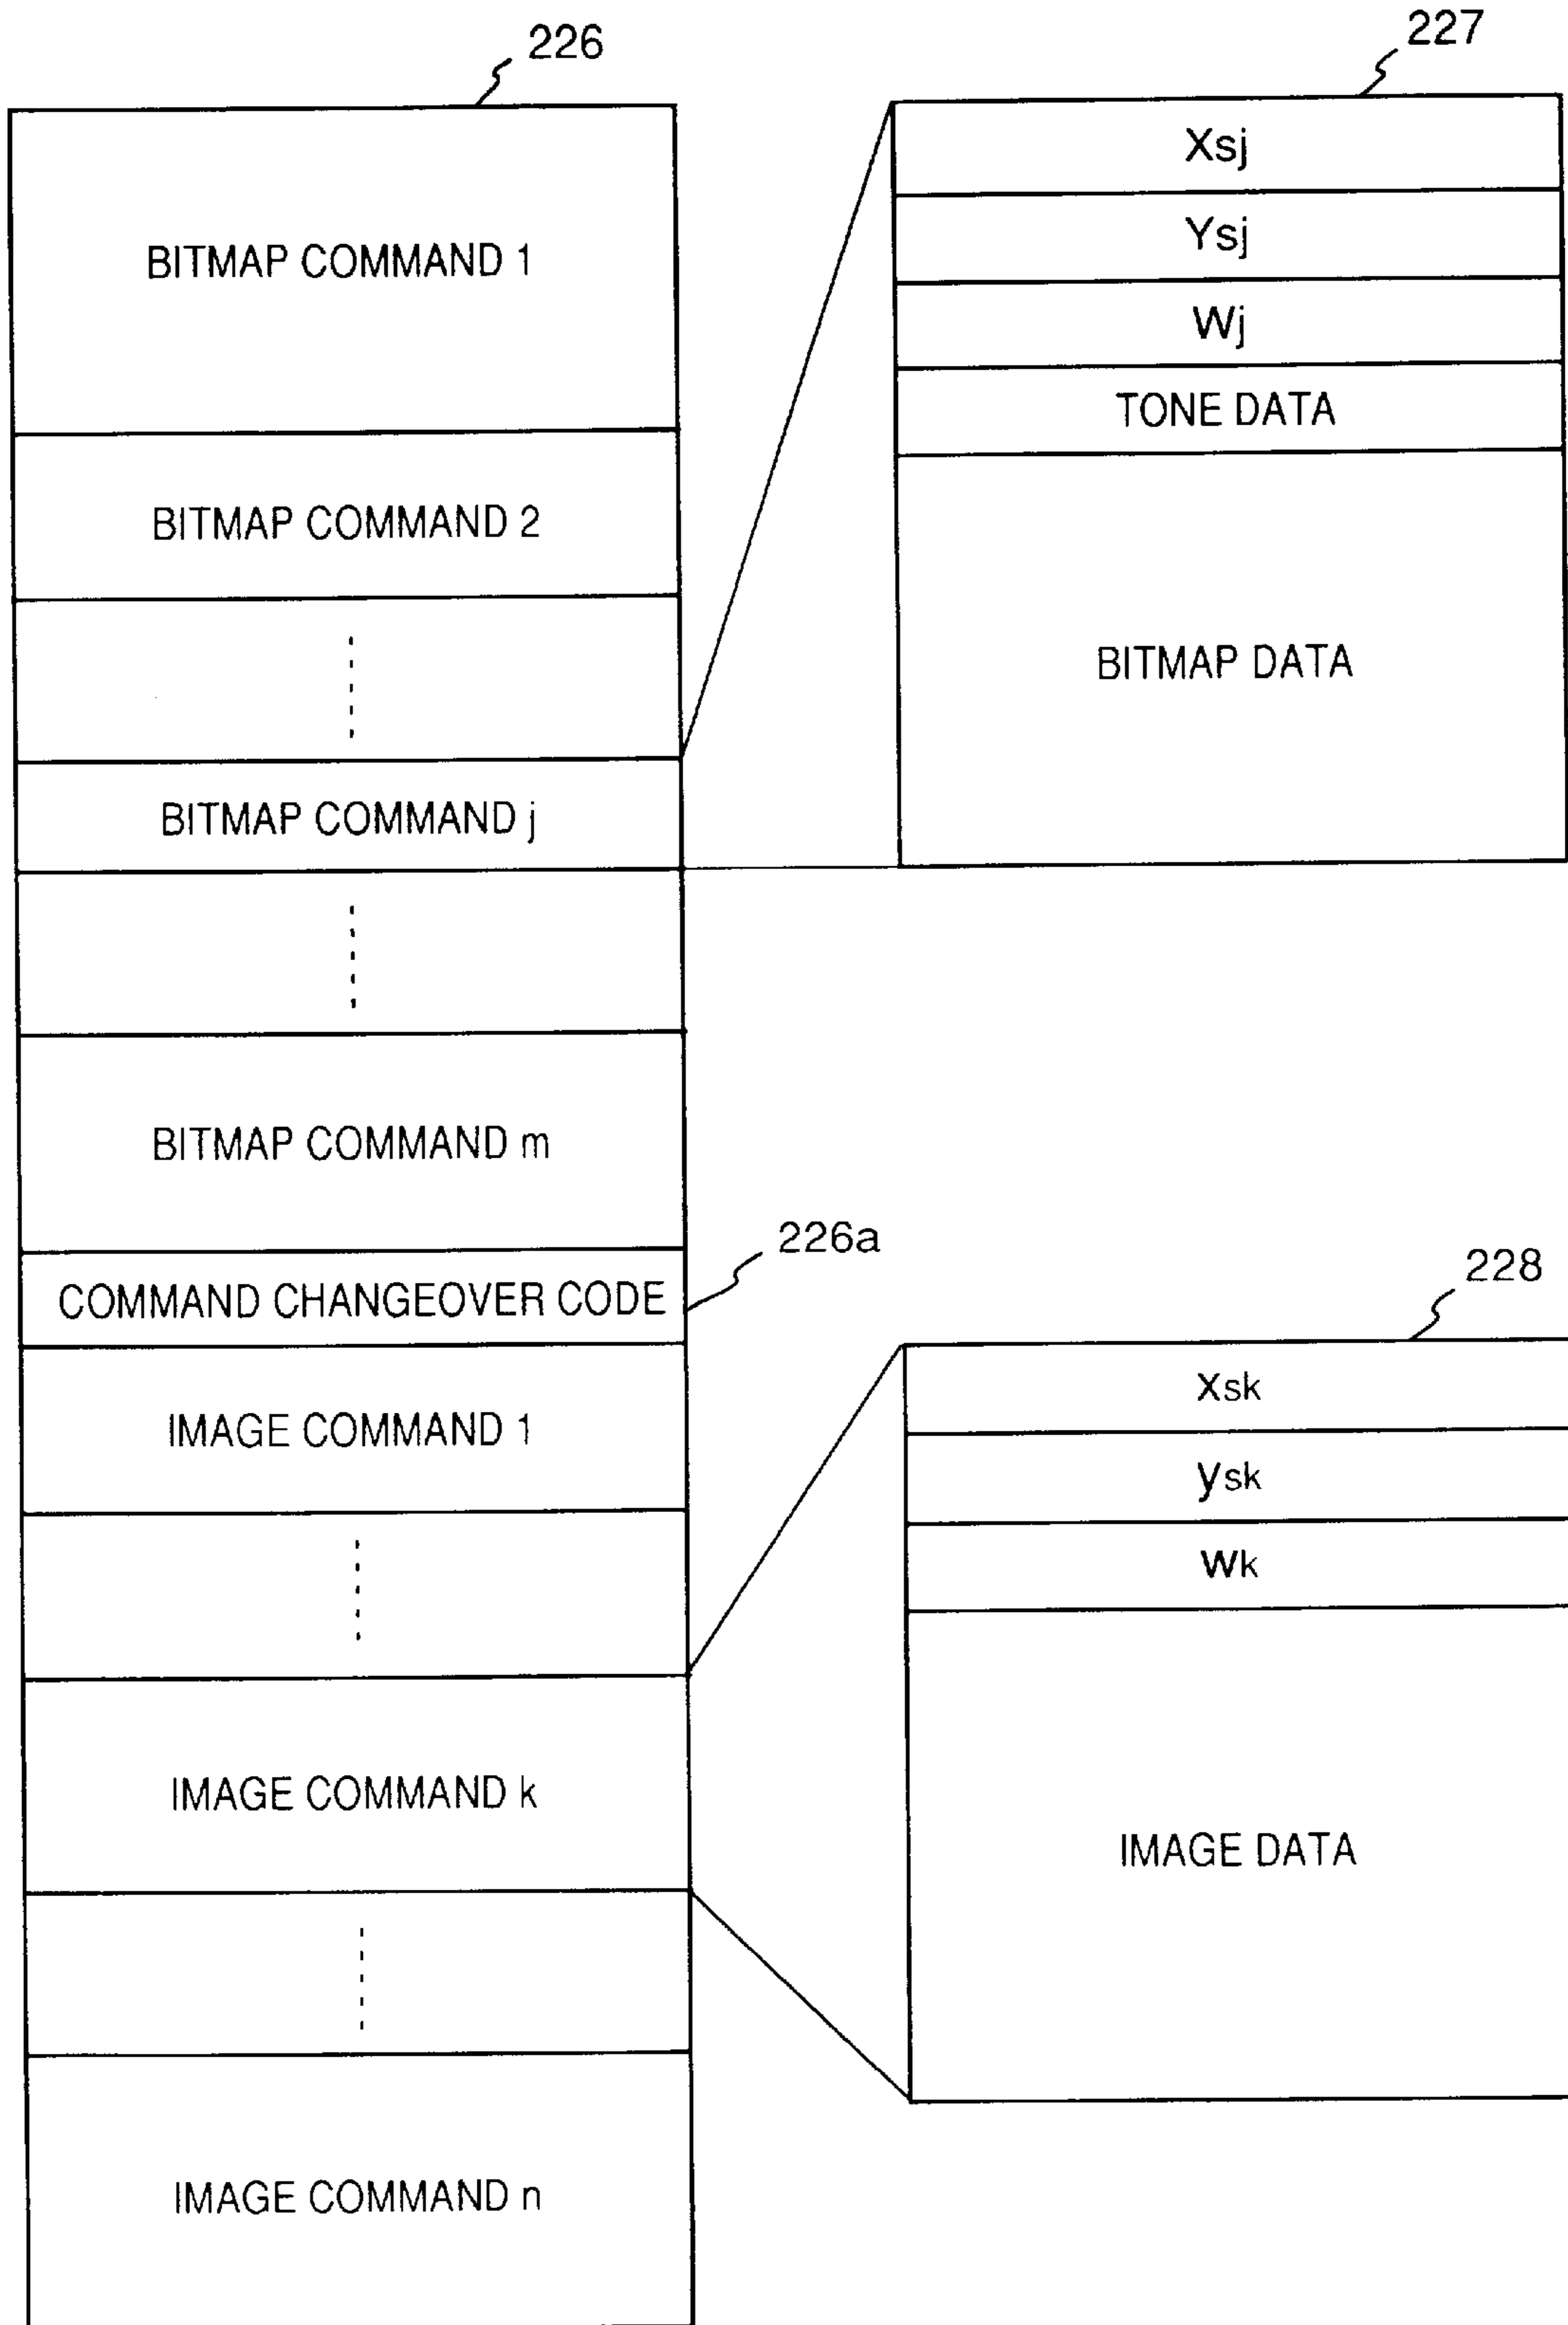 226
BITMAP COMMAND 1
BITMAP COMMAND 2
BITMAP COMMAND j
BITMAP COMMAND m
COMMAND CHANGEOVER CODE
226a
IMAGE COMMAND 1
IMAGE COMMAND k
IMAGE COMMAND n
227
Xsj
Ysj
Wj
TONE DATA
BITMAP DATA
228
xsk
ysk
wk
IMAGE DATA